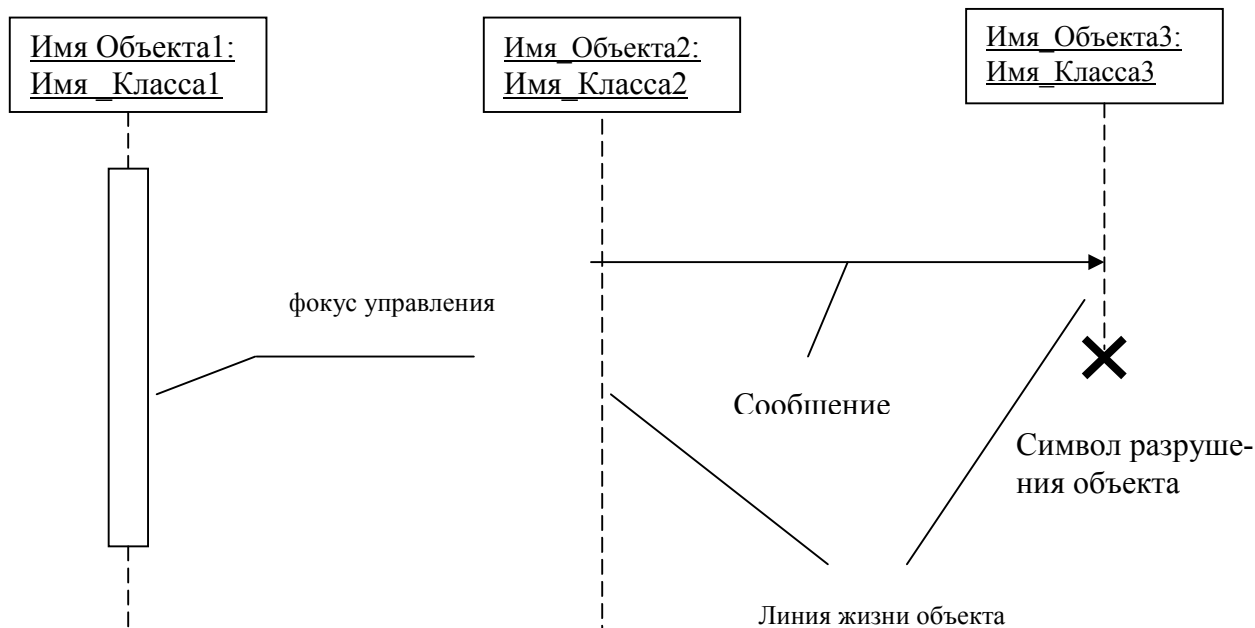 Имя Объекта1:
Имя _Класса1
Имя_Объекта2:
Имя_Класса2
Имя_Объекта3:
Имя_Класса3
фокус управления
Сообщение
Символ разруше-
ния объекта
Линия жизни объекта